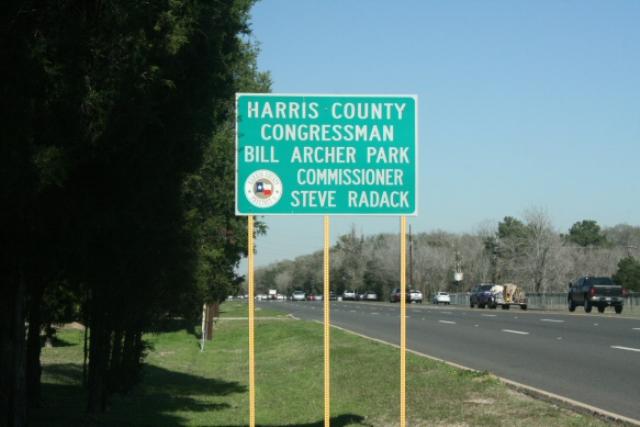 HARRIS COUNTY
CONGRESSMAN
BILL ARCHER PARK
COMMISSIONER
STEVE RADACK